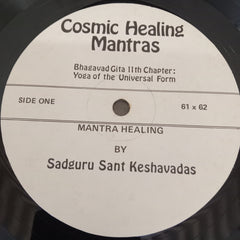 Cosmic Healing
Mantras
Bhagavad Gita 11th Chapter:
Yoga of the Universal Form
SIDE ONE
61 x 62
MANTRA HEALING
BY
Sadguru Sant Keshavadas